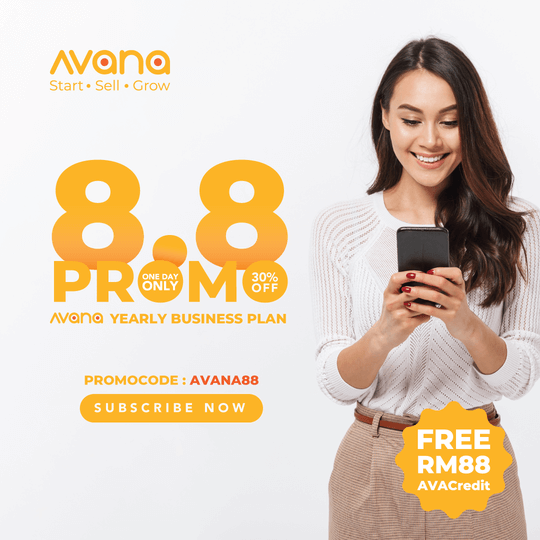 AVANA
Start • Sell • Grow
8.8
PROMO
ONE DAY
ONLY
30%
OFF
AVANA YEARLY BUSINESS PLAN
PROMOCODE : AVANA88
SUBSCRIBE NOW
FREE
RM88
AVACredit